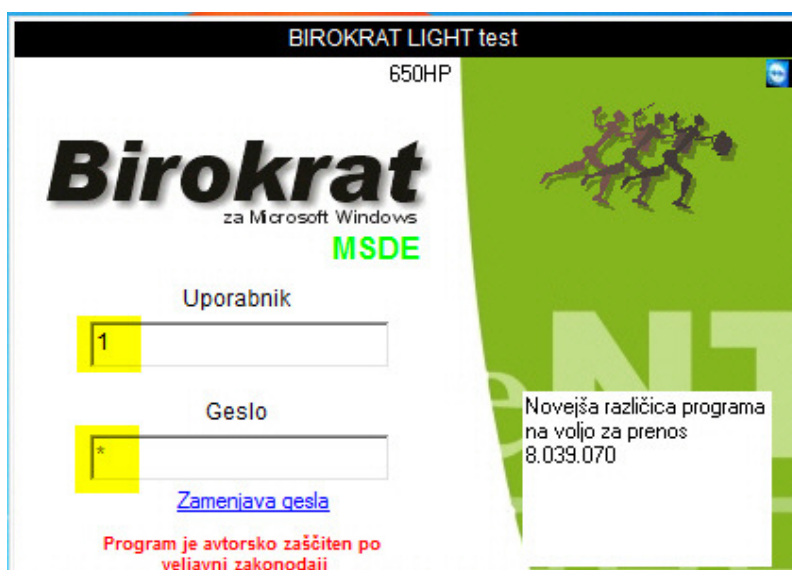 BIROKRAT LIGHT test
650HP
Birokrat
za Microsoft Windows
MSDE
Uporabnik
1
Geslo
*
Zamenjava gesla
Program je avtorsko zaščiten po
veljavni zakonodaji
eNT
Novejša različica programa
na voljo za prenos
8.039.070